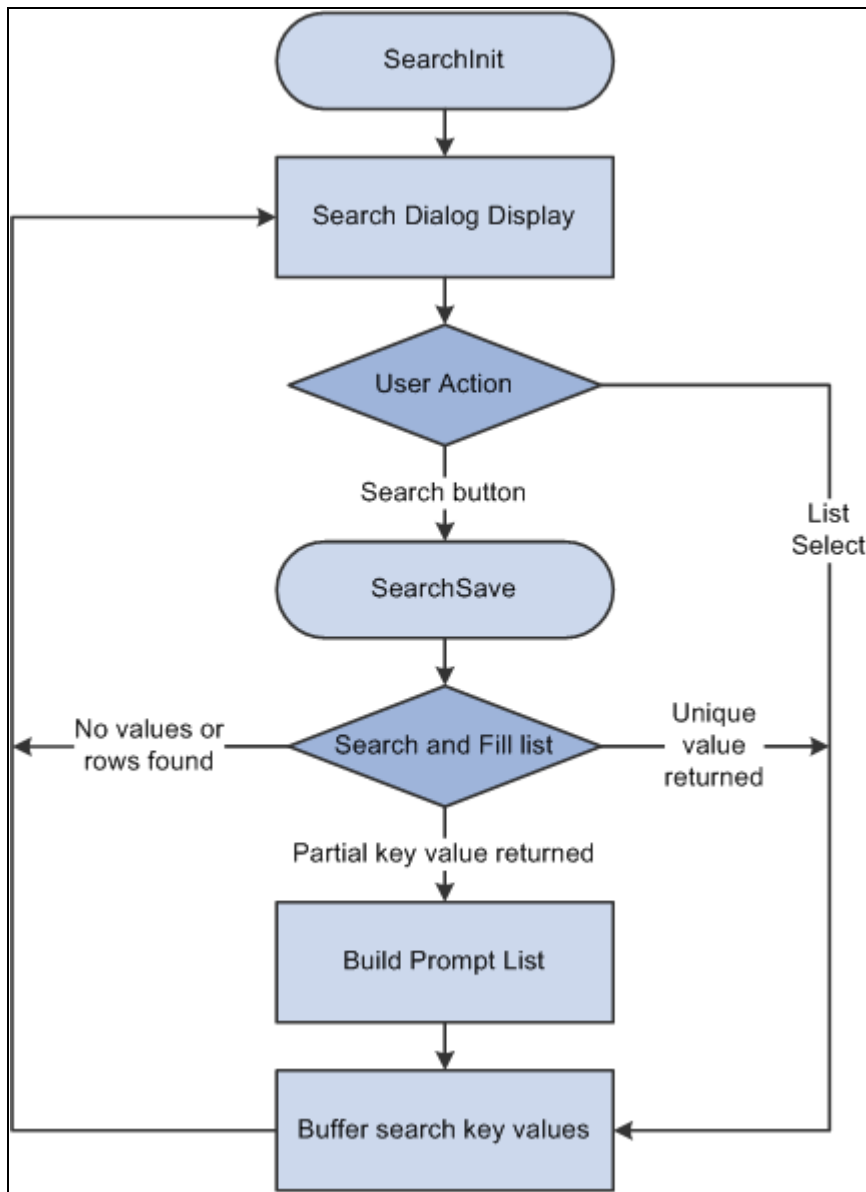 SearchInit
Search Dialog Display
User Action
Search button
List
Select
SearchSave
No values or
rows found
Search and Fill list
Unique
value
returned
Partial key value returned
Build Prompt List
Buffer search key values